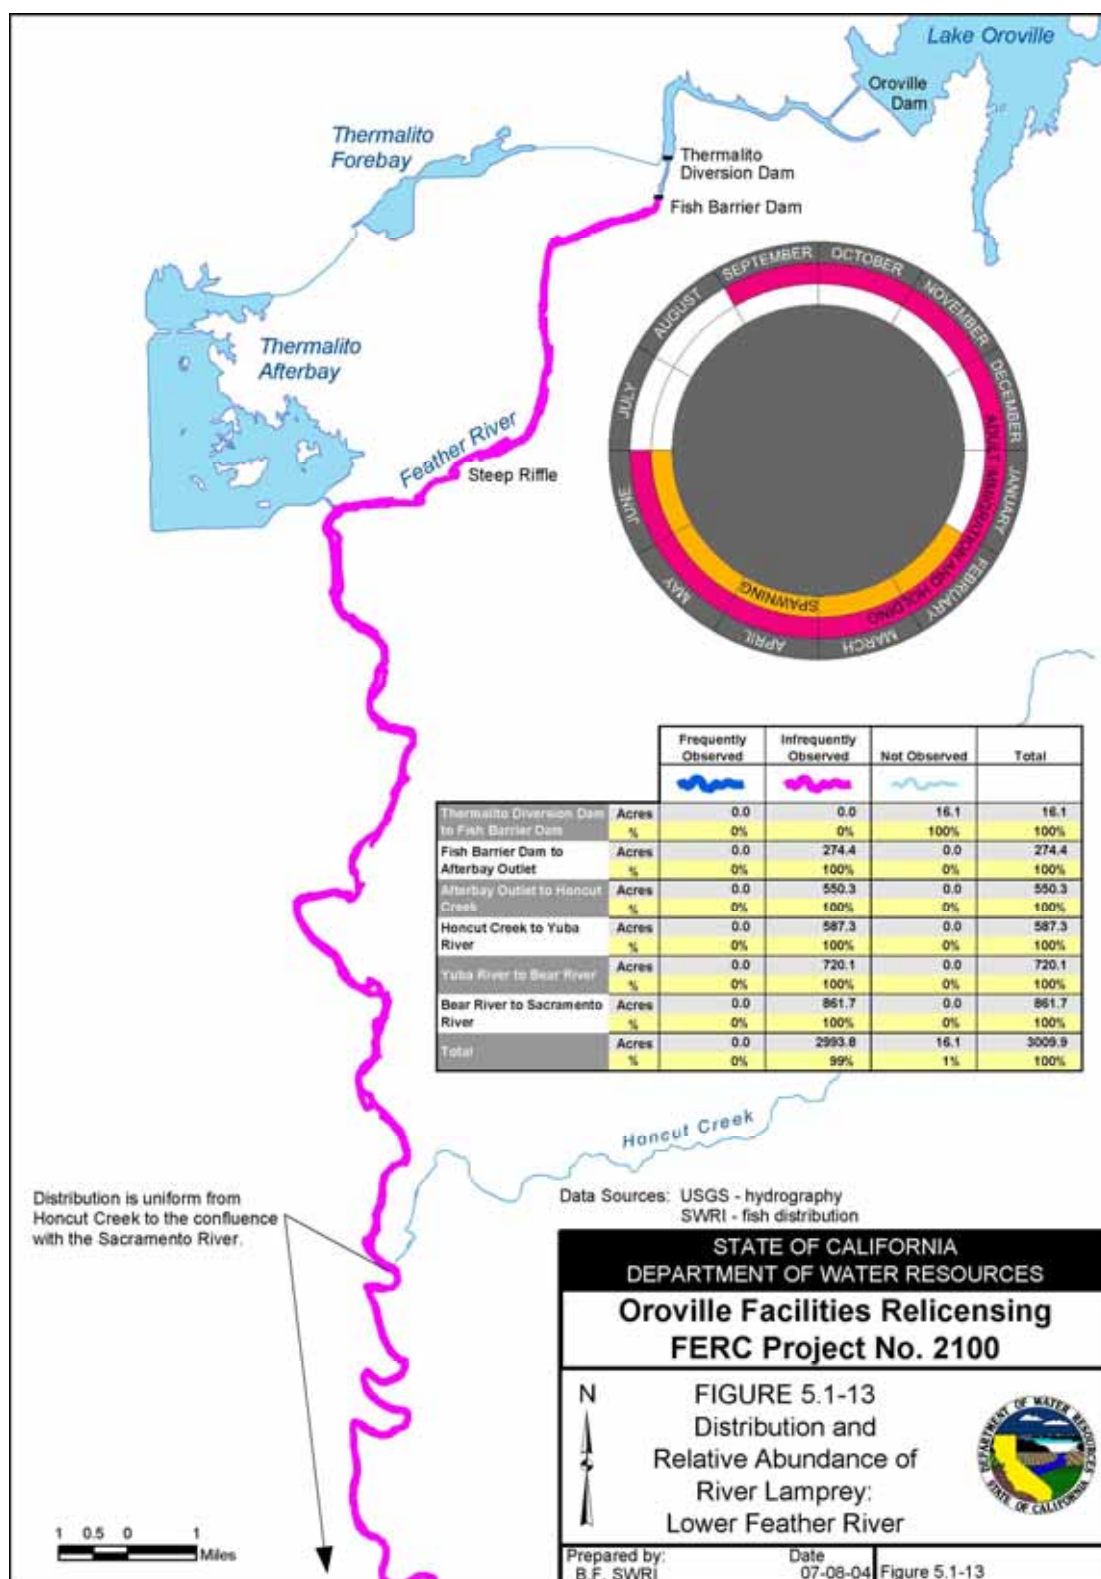 Lake Oroville
Oroville
Dam
Thermalito
Forebay
Thermalito
Diversion Dam
Fish Barrier Dam
Thermalito
Afterbay
Feather River
Steep Riffle
SEPTEMBER
OCTOBER
NOVEMBER
DECEMBER
JANUARY
FEBRUARY
MARCH
APRIL
MAY
JUNE
JULY
AUGUST
ADULT IMMIGRATION AND HOLDING
SPAWNING
Frequently Observed Infrequently Observed Not Observed Total
Thermalito Diversion Dam to Fish Barrier Dam Acres 0.0 0.0 16.1 16.1
% 0% 0% 100% 100%
Fish Barrier Dam to Afterbay Outlet Acres 0.0 274.4 0.0 274.4
% 0% 100% 0% 100%
Afterbay Outlet to Honcut Creek Acres 0.0 550.3 0.0 550.3
% 0% 100% 0% 100%
Honcut Creek to Yuba River Acres 0.0 587.3 0.0 587.3
% 0% 100% 0% 100%
Yuba River to Bear River Acres 0.0 720.1 0.0 720.1
% 0% 100% 0% 100%
Bear River to Sacramento River Acres 0.0 861.7 0.0 861.7
% 0% 100% 0% 100%
Total Acres 0.0 2993.8 16.1 3009.9
% 0% 99% 1% 100%
Honcut Creek
Distribution is uniform from
Honcut Creek to the confluence
with the Sacramento River.
Data Sources: USGS - hydrography
SWRI - fish distribution
STATE OF CALIFORNIA
DEPARTMENT OF WATER RESOURCES
Oroville Facilities Relicensing
FERC Project No. 2100
N
FIGURE 5.1-13
Distribution and
Relative Abundance of
River Lamprey:
Lower Feather River
DEPARTMENT OF WATER RESOURCES
STATE OF CALIFORNIA
1 0.5 0 1
Miles
Prepared by: Date
B.F. SWRI 07-08-04 Figure 5.1-13